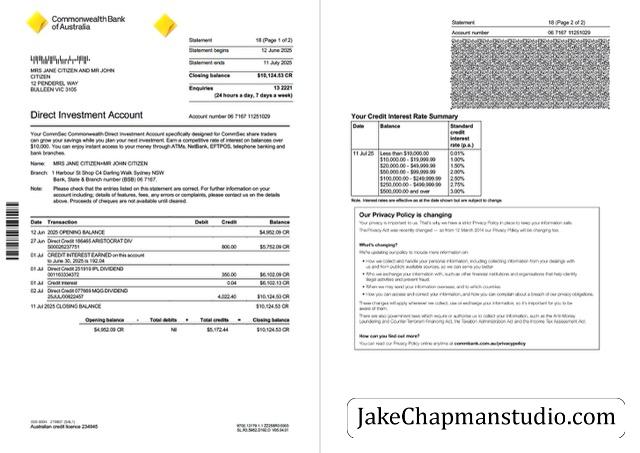 CommonwealthBank
of Australia
Statement 18 (Page 1 of 2)
Statement begins 12 June 2025
Statement ends 11 July 2025
Closing balance $10,124.53 CR
Enquiries 13 2221
(24 hours a day, 7 days a week)
MRS JANE CITIZEN AND MR JOHN
CITIZEN
12 PENDEREL WAY
BULLEEN VIC 3105
Direct Investment Account Account number 06 7167 11251029
Your CommSec Commonwealth Direct Investment Account specifically designed for CommSec share traders
can grow your savings while you invest. Earn a competitive rate of interest on balances over
$10,000. You can enjoy instant access to your money through ATMs, NetBank, EFTPOS, telephone banking and
bank branches.
Name: MRS JANE CITIZEN+MR JOHN CITIZEN
Branch: 1 Harbour St Shop C4 Darling Walk Sydney NSW
Bank, State & Branch number (BSB) 06 7167.
Note: Please check that the entries listed on this statement are correct. For further information on your
account including; details of features, fees, any errors or complaints, please contact us on the details
above. Proceeds of cheques are not available until cleared.
Date Transaction Debit Credit Balance
12 Jun 2025 OPENING BALANCE $4,952.09 CR
27 Jun Direct Credit 186465 ARISTOCRAT DIV
S00026237751 800.00 $5,752.09 CR
01 Jul CREDIT INTEREST EARNED on this account
to June 30, 2025 is 192.04
01 Jul Direct Credit 251910 IPL DIVIDEND
001150334372 350.00 $6,102.09 CR
01 Jul Credit Interest 0.04 $6,102.13 CR
02 Jul Direct Credit 077669 MQG DIVIDEND
25JUL/00922457 4,022.40 $10,124.53 CR
11 Jul 2025 CLOSING BALANCE $10,124.53 CR
Opening balance - Total debits + Total credits = Closing balance
$4,952.09 CR Nil $5,172.44 $10,124.53 CR
Australian credit licence 234945
Statement 18 (Page 2 of 2)
Account number 06 7167 11251029
Your Credit Interest Rate Summary
Date Balance Standard
credit
interest
rate (p.a.)
11 Jul 25 Less than $10,000.00 0.01%
$10,000.00 - $19,999.99 1.00%
$20,000.00 - $49,999.99 1.50%
$50,000.00 - $99,999.99 2.00%
$100,000.00 - $249,999.99 2.50%
$250,000.00 - $499,999.99 2.75%
$500,000.00 and over 3.00%
Note. Interest rates are effective as at the date shown but are subject to change.
Our Privacy Policy is changing
Your privacy is important to us. That's why we have a strict Privacy Policy in place to keep your information safe.
The Privacy Act was recently changed — so from 12 March 2014 our Privacy Policy will be changing too.
What's changing?
We're updating our policy to include more information on:
• How we collect and handle your personal information, including collecting information from your dealings with
us and from publicly available sources, so we can serve you better
• Who we exchange your information with, such as other financial institutions and organisations that help identify
illegal activities and prevent fraud
• When we may send your information overseas, and to which countries
• How you can access and correct your information, and how you can complain about a breach of our privacy obligations.
These changes will apply whenever we collect, use or exchange your information, so it's important for you to be
aware of them.
There are also government laws which require or authorise us to collect your information, such as the Anti-Money
Laundering and Counter Terrorism Financing Act, the Taxation Administration Act and the Income Tax Assessment Act.
How can you find out more?
You can read our Privacy Policy online anytime at commbank.com.au/privacypolicy
JakeChapmanstudio.com